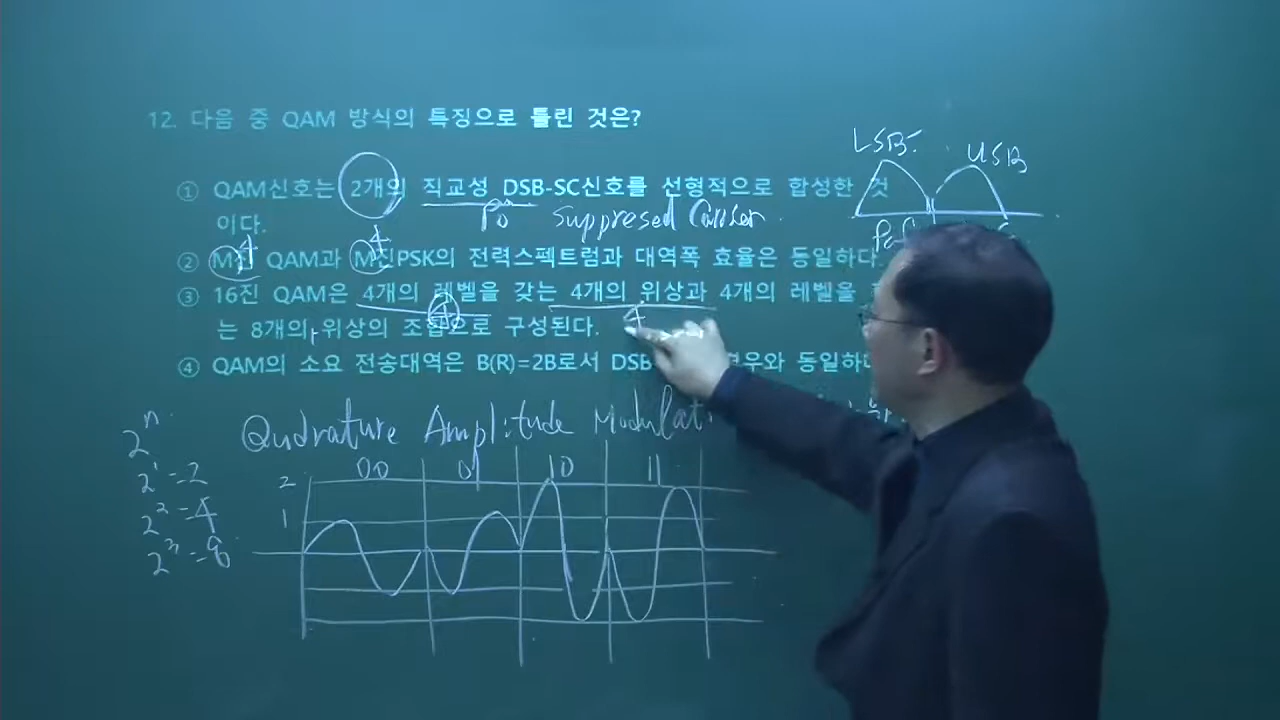 12. 다음 중 QAM 방식의 특징으로 틀린 것은?
LSB
USB
① QAM신호는 2개의 직교성 DSB-SC신호를 선형적으로 합성한 것
이다.
Suppresed Carrier
4 4
② M진 QAM과 M진PSK의 전력스펙트럼과 대역폭 효율은 동일하다.
③ 16진 QAM은 4개의 레벨을 갖는 4개의 위상과 4개의 레벨을
4
는 8개의 위상의 조합으로 구성된다.
④ QAM의 소요 전송대역은 B(R)=2B로서 DSB 와 동일하
Qudrature Amplitude Modulat
2ⁿ
2¹=2
2²=4
2³=8
00 01 10 11
2
1